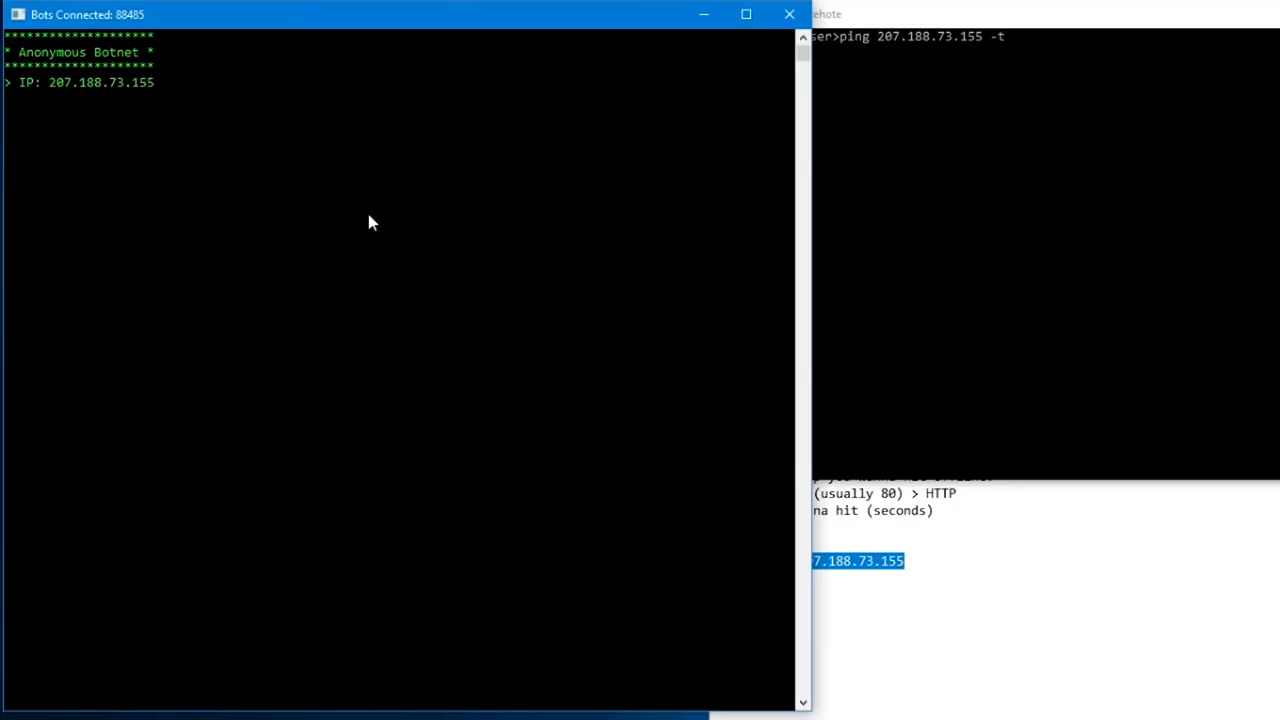 Bots Connected: 88485
********************
* Anonymous Botnet *
********************
> IP: 207.188.73.155
ehote
ser>ping 207.188.73.155 -t
(usually 80) > HTTP
na hit (seconds)
7.188.73.155